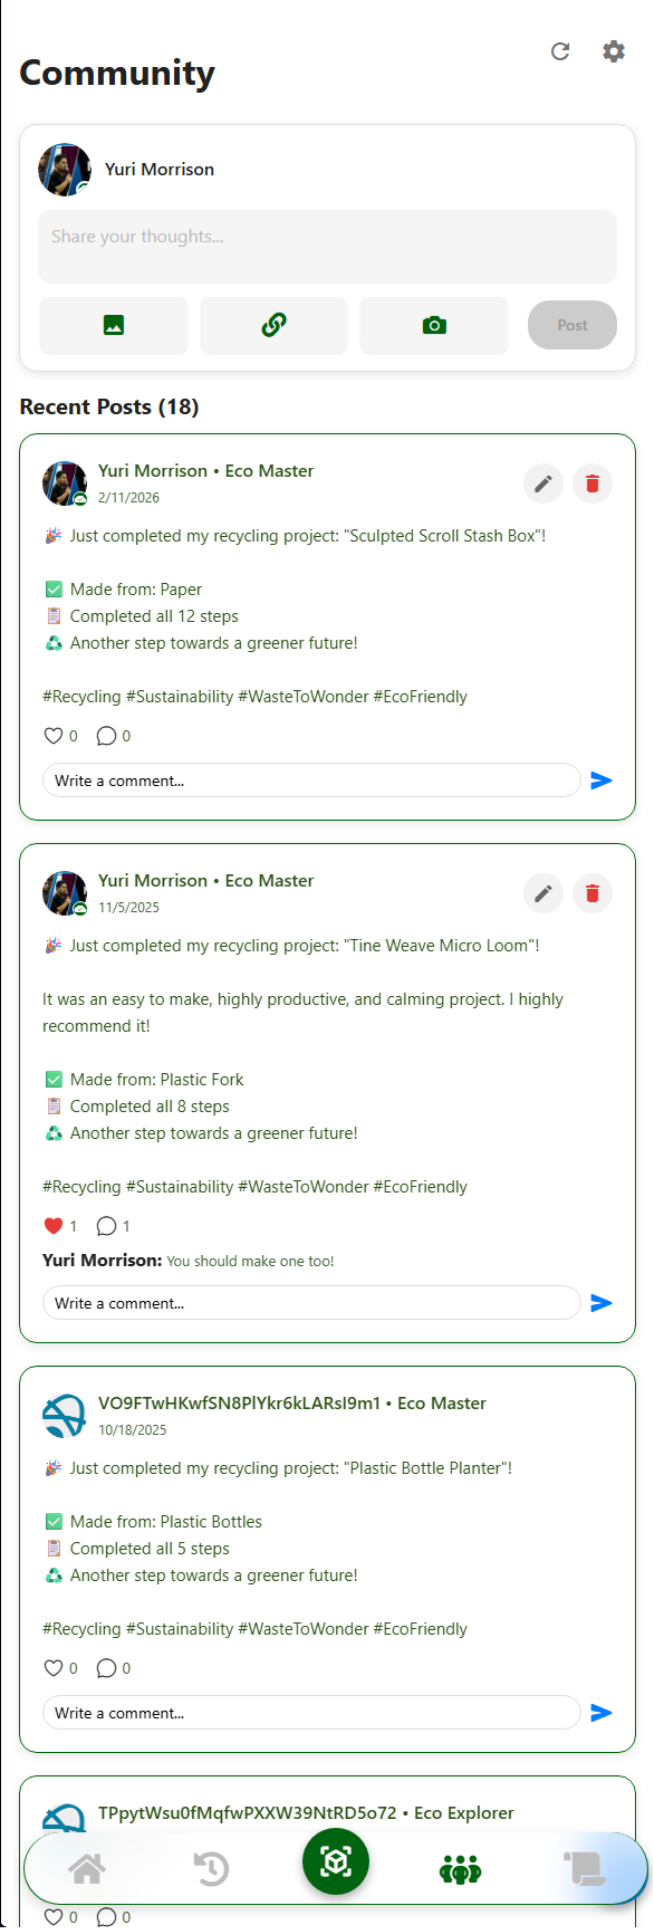 Community
Yuri Morrison
Share your thoughts...
Post
Recent Posts (18)
Yuri Morrison • Eco Master
2/11/2026
🎉 Just completed my recycling project: "Sculpted Scroll Stash Box"!
✅ Made from: Paper
📋 Completed all 12 steps
♻️ Another step towards a greener future!
#Recycling #Sustainability #WasteToWonder #EcoFriendly
0 0
Write a comment...
Yuri Morrison • Eco Master
11/5/2025
🎉 Just completed my recycling project: "Tine Weave Micro Loom"!
It was an easy to make, highly productive, and calming project. I highly
recommend it!
✅ Made from: Plastic Fork
📋 Completed all 8 steps
♻️ Another step towards a greener future!
#Recycling #Sustainability #WasteToWonder #EcoFriendly
1 1
Yuri Morrison: You should make one too!
Write a comment...
VO9FTwHKwfSN8PlYkr6kLARsI9m1 • Eco Master
10/18/2025
🎉 Just completed my recycling project: "Plastic Bottle Planter"!
✅ Made from: Plastic Bottles
📋 Completed all 5 steps
♻️ Another step towards a greener future!
#Recycling #Sustainability #WasteToWonder #EcoFriendly
0 0
Write a comment...
TPpytWsu0fMqfwPXXW39NtRD5o72 • Eco Explorer
0 0